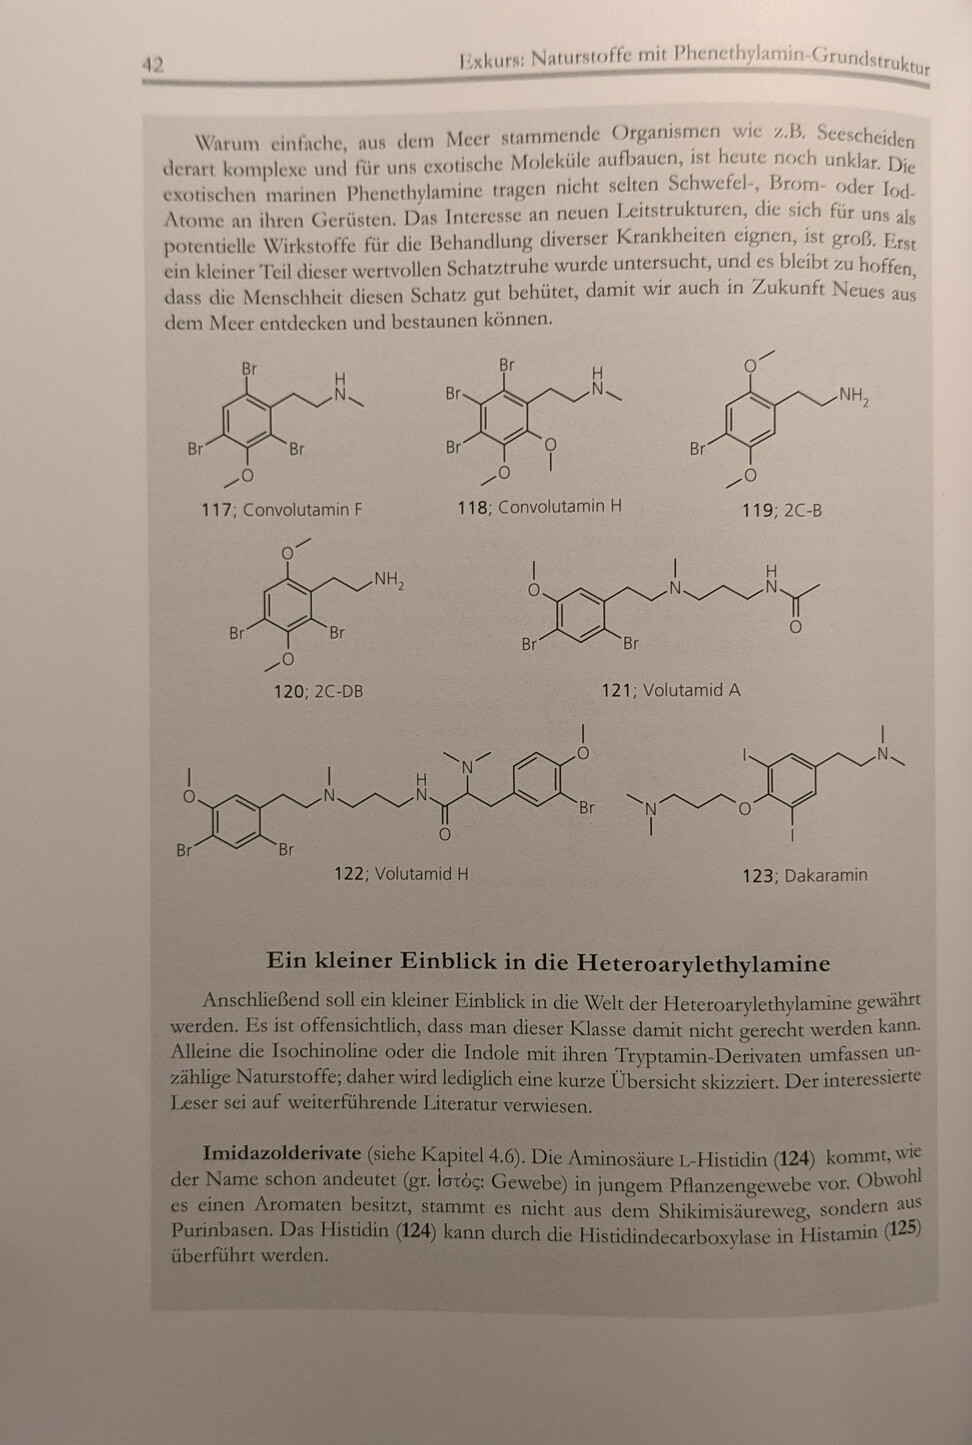 42
Exkurs: Naturstoffe mit Phenethylamin-Grundstruktur
Warum einfache, aus dem Meer stammende Organismen wie z.B. Seescheiden
derart komplexe und für uns exotische Moleküle aufbauen, ist heute noch unklar. Die
exotischen marinen Phenethylamine tragen nicht selten Schwefel-, Brom- oder Iod-
Atome an ihren Gerüsten. Das Interesse an neuen Leitstrukturen, die sich für uns als
potentielle Wirkstoffe für die Behandlung diverser Krankheiten eignen, ist groß. Erst
ein kleiner Teil dieser wertvollen Schatztruhe wurde untersucht, und es bleibt zu hoffen,
dass die Menschheit diesen Schatz gut behütet, damit wir auch in Zukunft Neues aus
dem Meer entdecken und bestaunen können.
Br H N Br Br O
117; Convolutamin F
Br H N Br Br O O
118; Convolutamin H
O NH2 Br O
119; 2C-B
O NH2 Br Br O
120; 2C-DB
O N H N O Br Br
121; Volutamid A
O N H N N O O Br Br Br
122; Volutamid H
I N N O I
123; Dakaramin
Ein kleiner Einblick in die Heteroarylethylamine
Anschließend soll ein kleiner Einblick in die Welt der Heteroarylethylamine gewährt
werden. Es ist offensichtlich, dass man dieser Klasse damit nicht gerecht werden kann.
Alleine die Isochinoline oder die Indole mit ihren Tryptamin-Derivaten umfassen un-
zählige Naturstoffe; daher wird lediglich eine kurze Übersicht skizziert. Der interessierte
Leser sei auf weiterführende Literatur verwiesen.
Imidazolderivate (siehe Kapitel 4.6). Die Aminosäure L-Histidin (124) kommt, wie
der Name schon andeutet (gr. ἱστός: Gewebe) in jungem Pflanzengewebe vor. Obwohl
es einen Aromaten besitzt, stammt es nicht aus dem Shikimisäureweg, sondern aus
Purinbasen. Das Histidin (124) kann durch die Histidindecarboxylase in Histamin (125)
überführt werden.